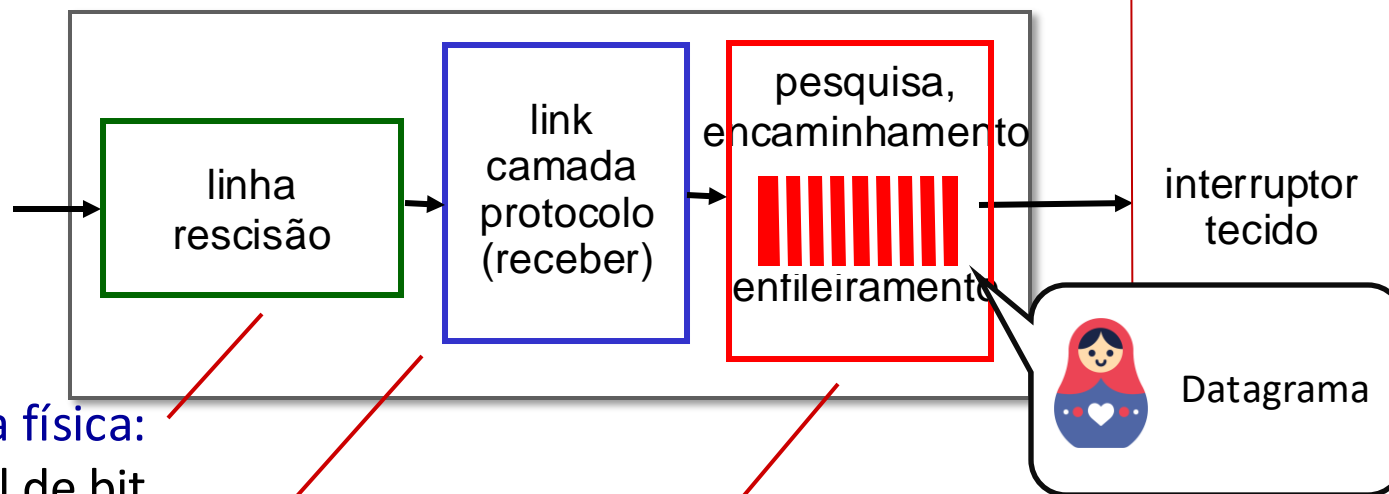 linha
rescisão
link
camada
protocolo
(receber)
pesquisa,
encaminhamento
enfileiramento
interruptor
tecido
Datagrama
física:
de bit